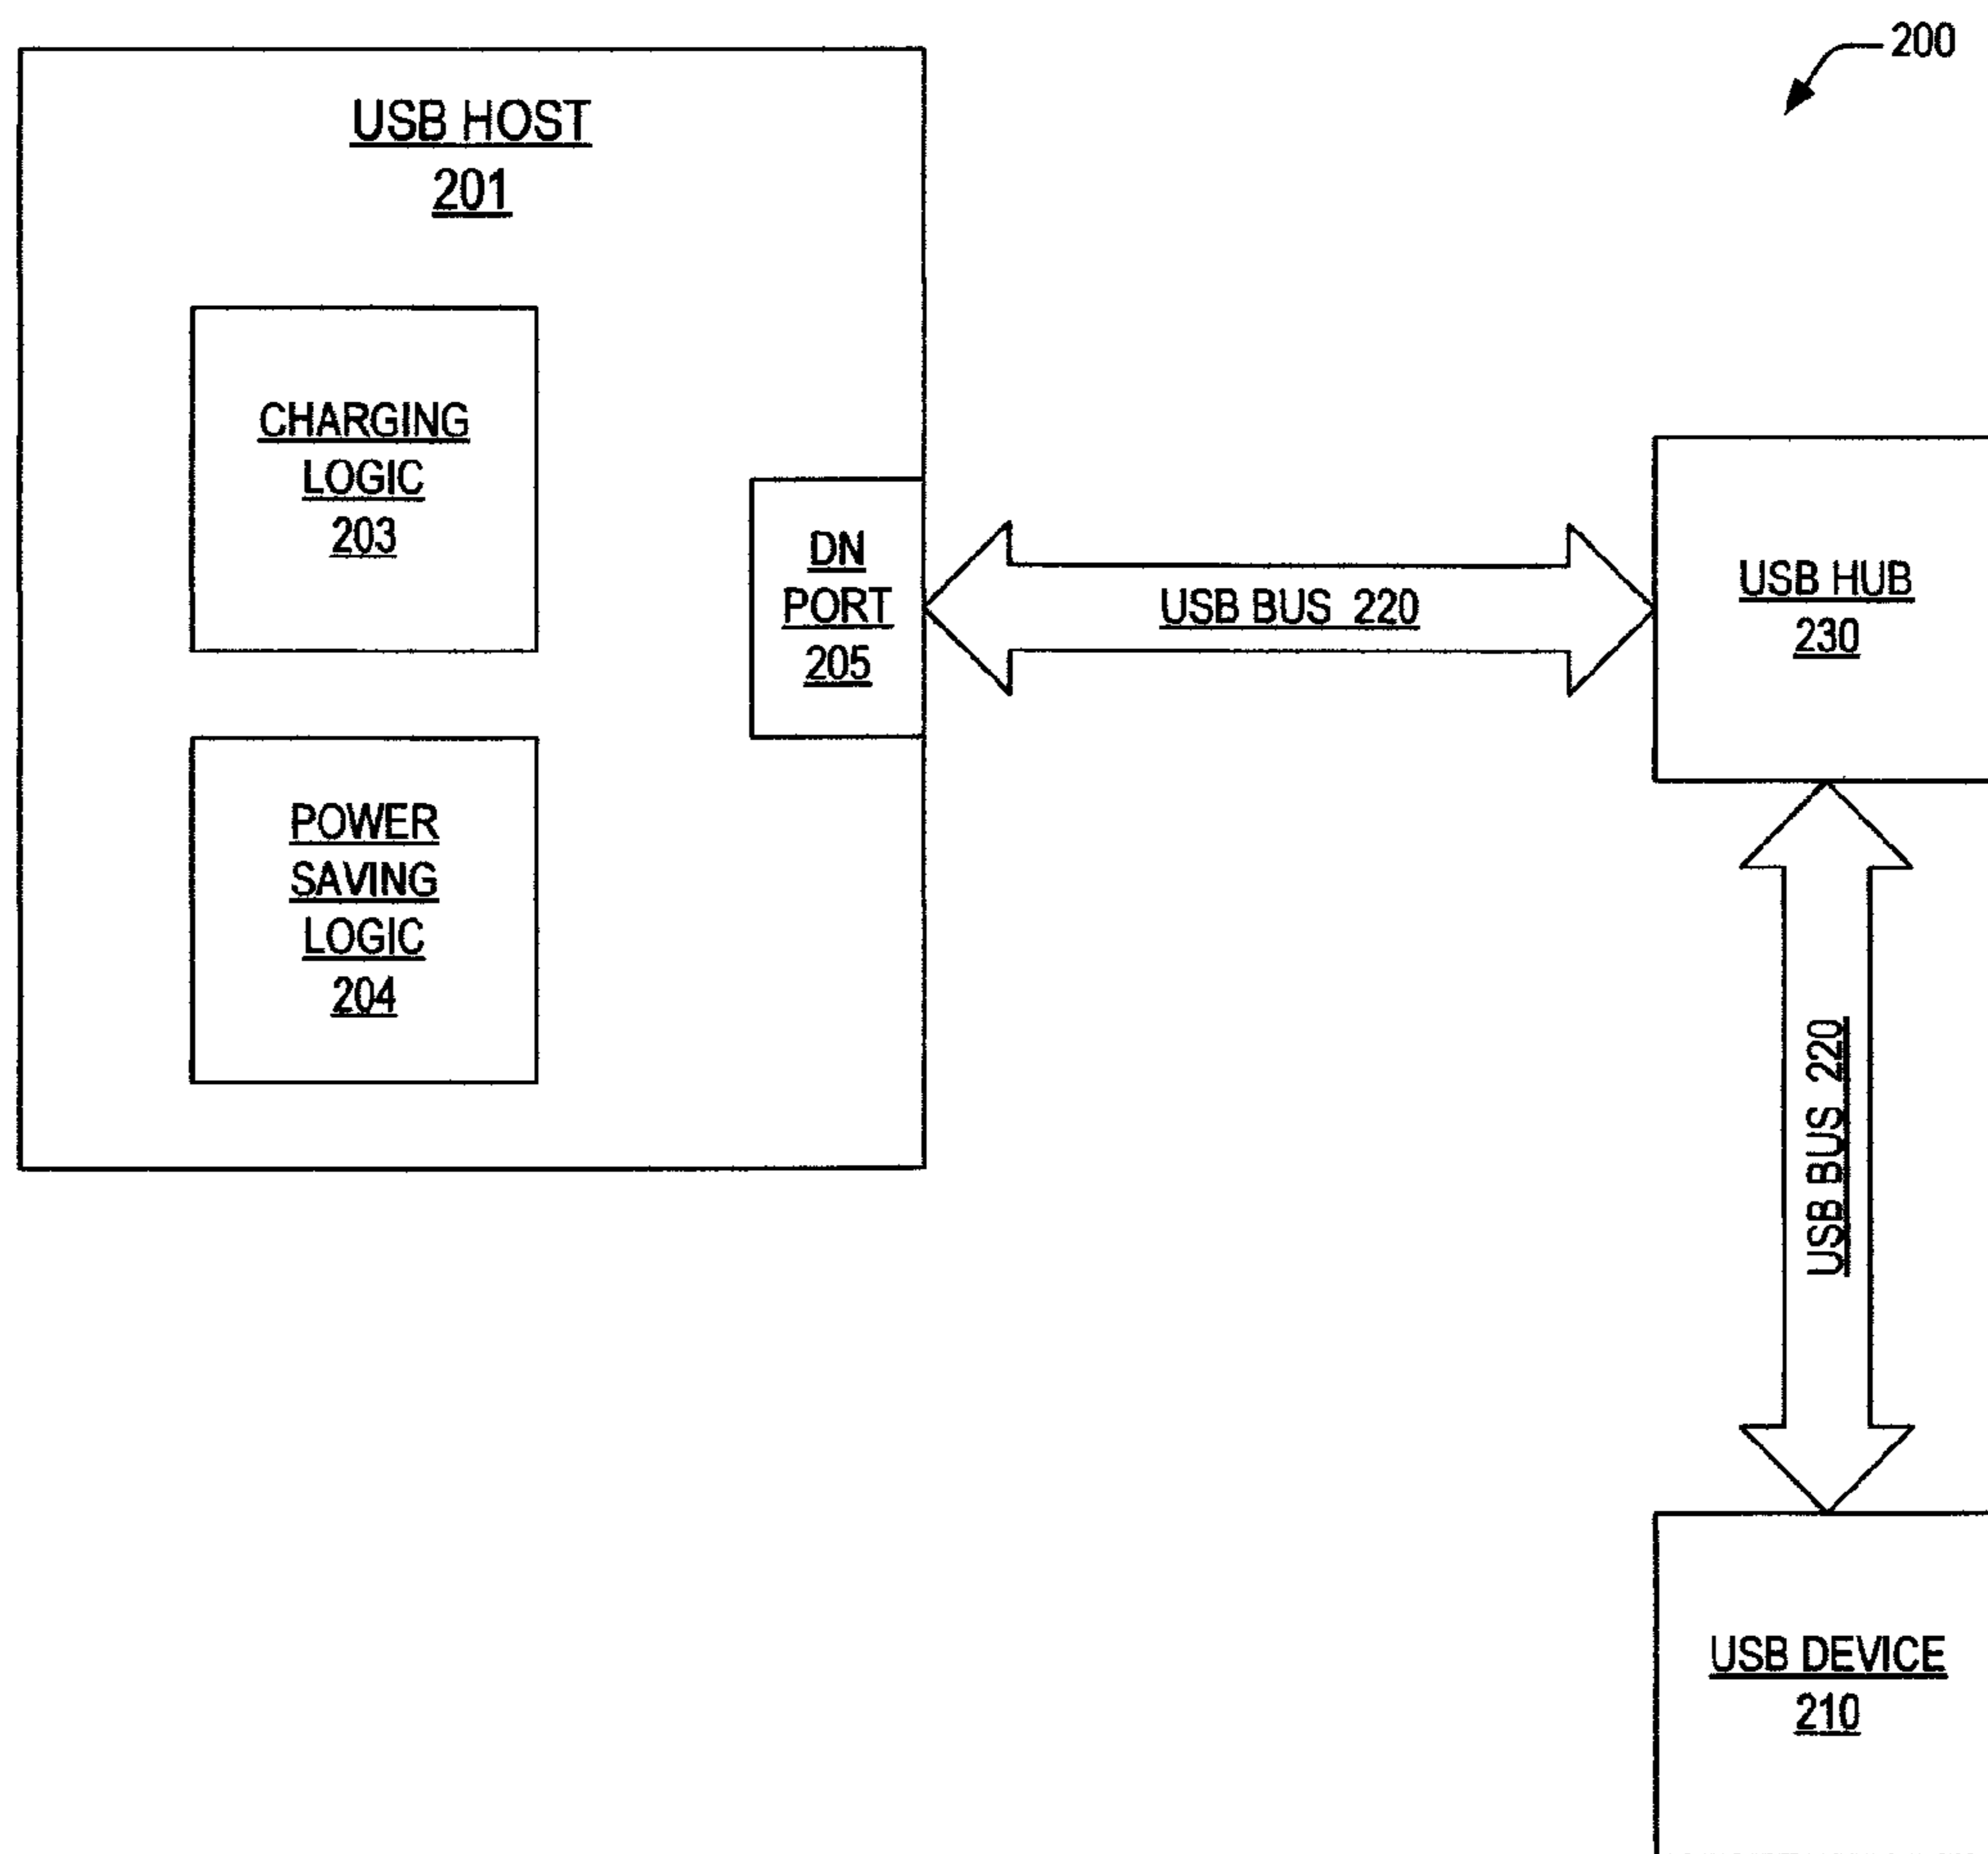 200
USB HOST
201
CHARGING
LOGIC
203
DN
PORT
205
USB BUS 220
USB HUB
230
POWER
SAVING
LOGIC
204
USB BUS 220
USB DEVICE
210